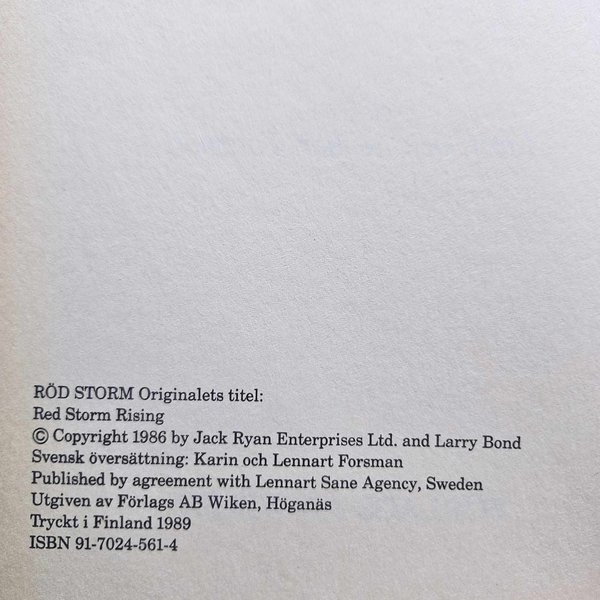 RÖD STORM Originalets titel:
Red Storm Rising
© Copyright 1986 by Jack Ryan Enterprises Ltd. and Larry Bond
Svensk översättning: Karin och Lennart Forsman
Published by agreement with Lennart Sane Agency, Sweden
Utgiven av Förlags AB Wiken, Höganäs
Tryckt i Finland 1989
ISBN 91-7024-561-4